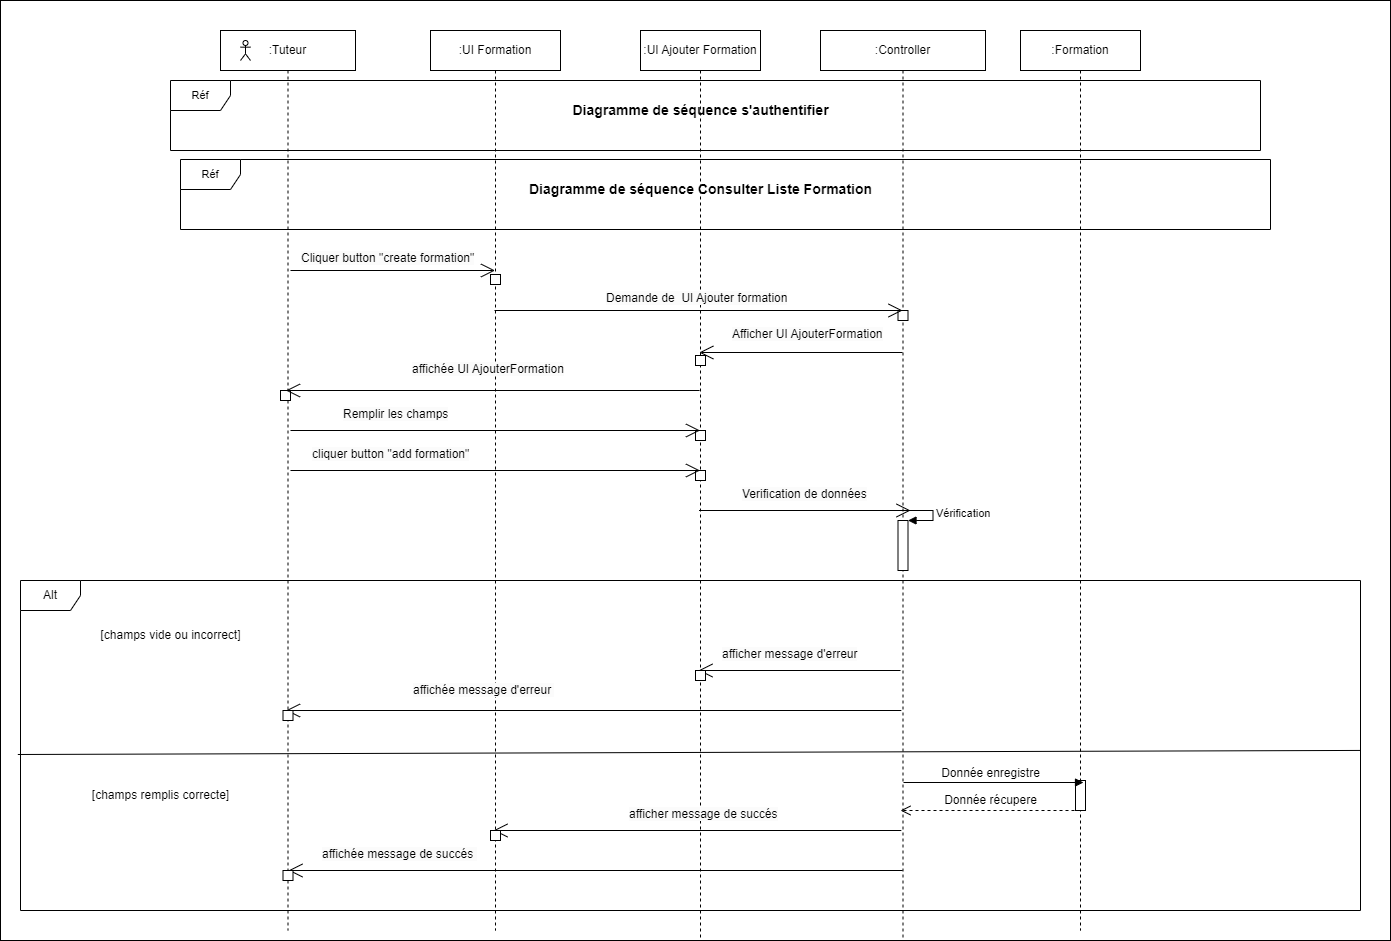 :Tuteur
:UI Formation
:UI Ajouter Formation
:Controller
:Formation
Réf
Diagramme de séquence s'authentifier
Réf
Diagramme de séquence Consulter Liste Formation
Cliquer button "create formation"
Demande de  UI Ajouter formation
Afficher UI AjouterFormation
affichée UI AjouterFormation
Remplir les champs
cliquer button "add formation"
Verification de données
Vérification
Alt
[champs vide ou incorrect]
afficher message d'erreur
affichée message d'erreur
Donnée enregistre
[champs remplis correcte]
Donnée récupere
afficher message de succés
affichée message de succés